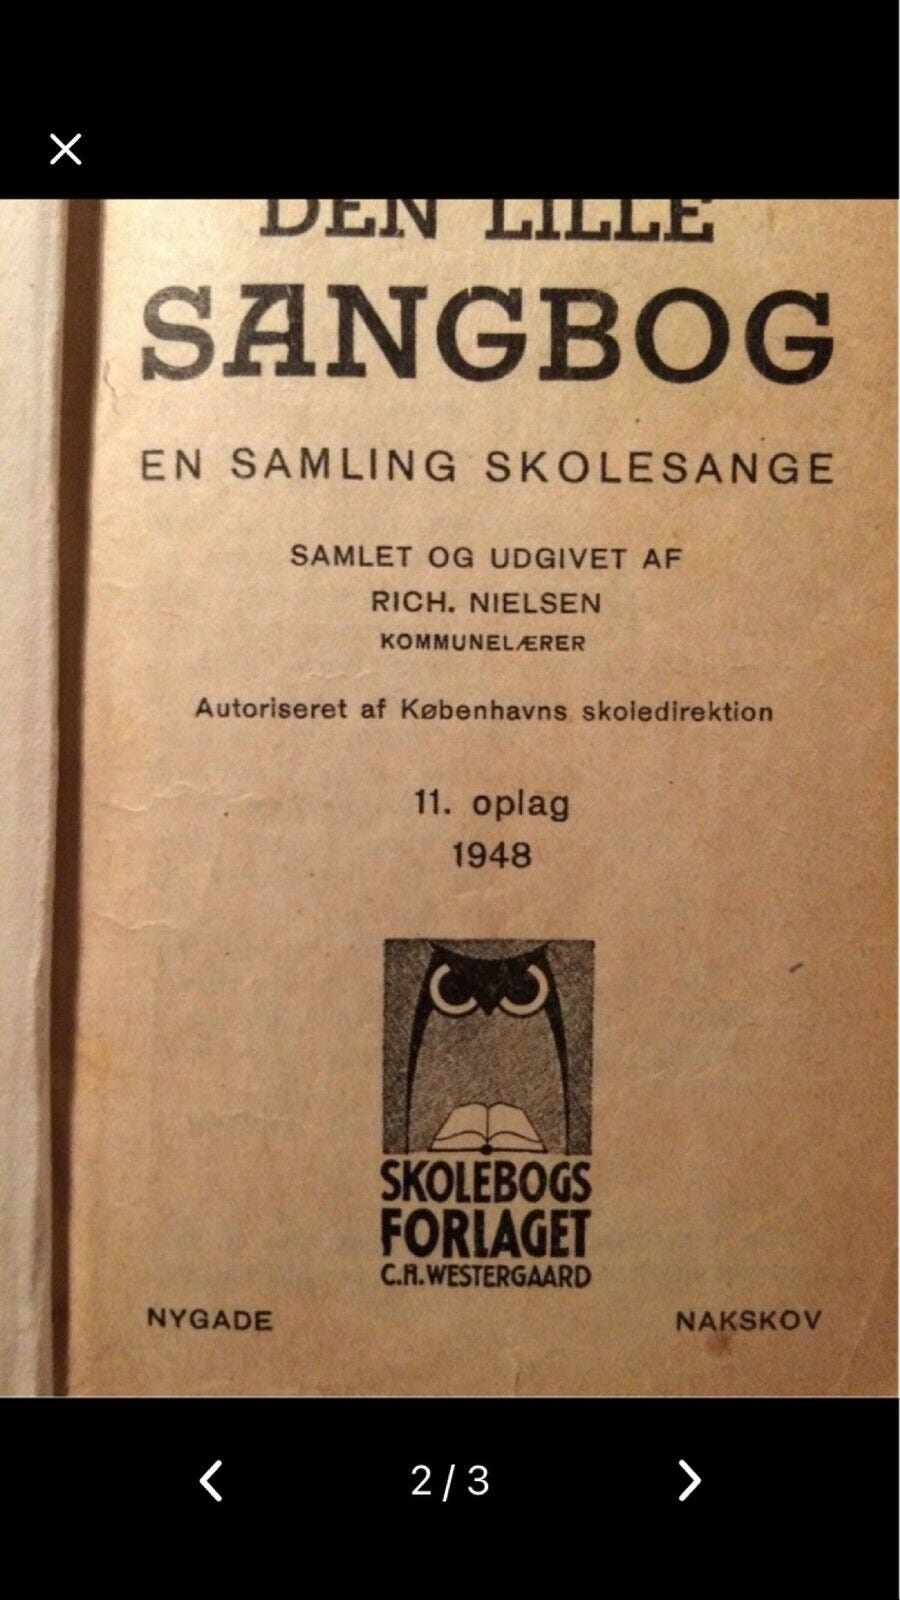 DEN LILLE
SANGBOG
EN SAMLING SKOLESANGE
SAMLET OG UDGIVET AF
RICH. NIELSEN
KOMMUNELÆRER
Autoriseret af Københavns skoledirektion
11. oplag
1948
SKOLEBOGS
FORLAGET
C.A. WESTERGAARD
NYGADE NAKSKOV
2/3